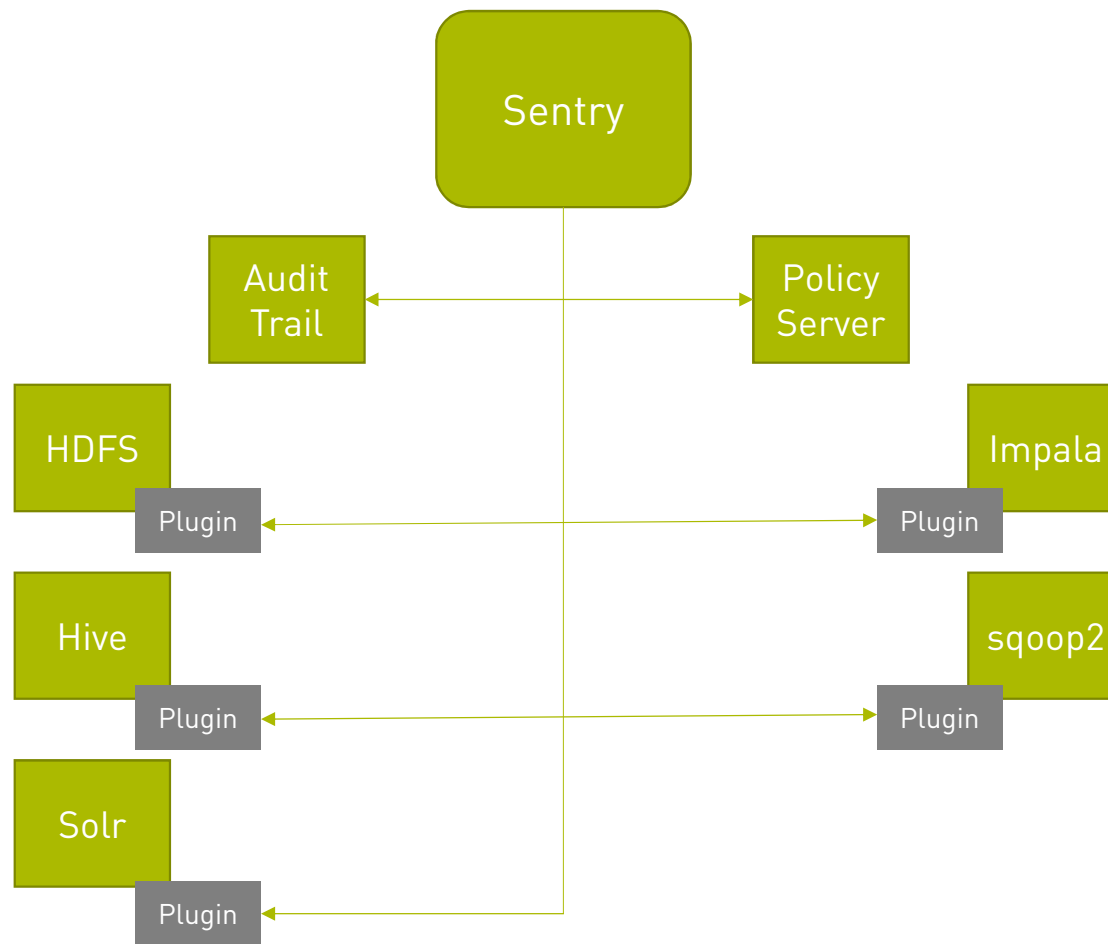 Sentry
Audit
Trail
Policy
Server
HDFS
Impala
Plugin
Plugin
Hive
sqoop2
Plugin
Plugin
Solr
Plugin